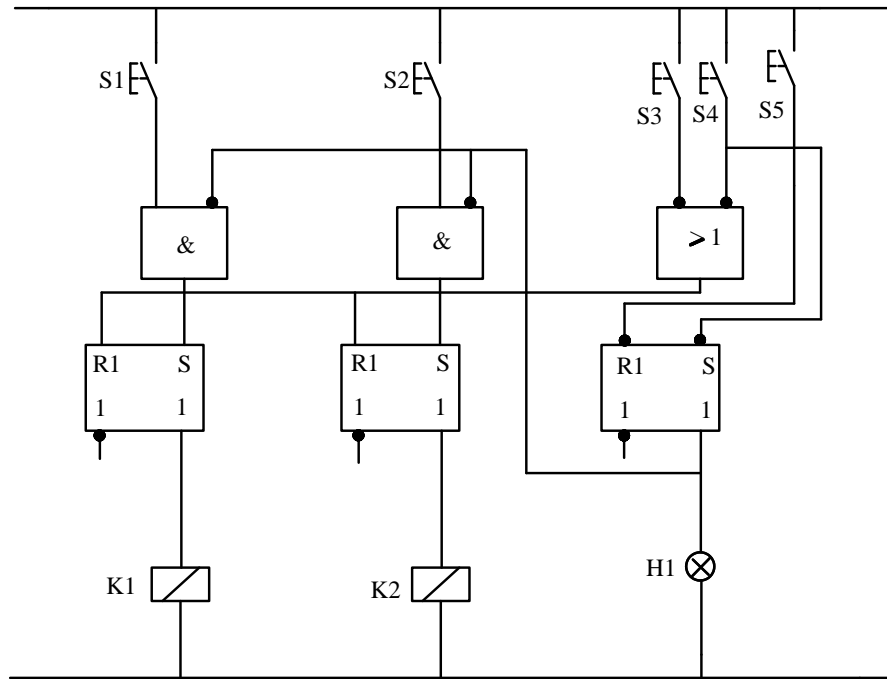 S1 S2 S3 S4 S5
& & ⩾1
R1 S R1 S R1 S
1 1 1 1 1 1
K1 K2 H1